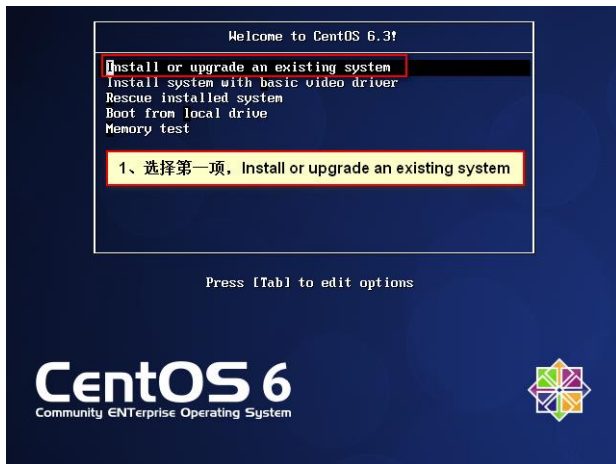 Welcome to CentOS 6.3!
Install or upgrade an existing system
Install system with basic video driver
Rescue installed system
Boot from local drive
Memory test
1、选择第一项，Install or upgrade an existing system
Press [Tab] to edit options
CentOS 6
Community ENTerprise Operating System